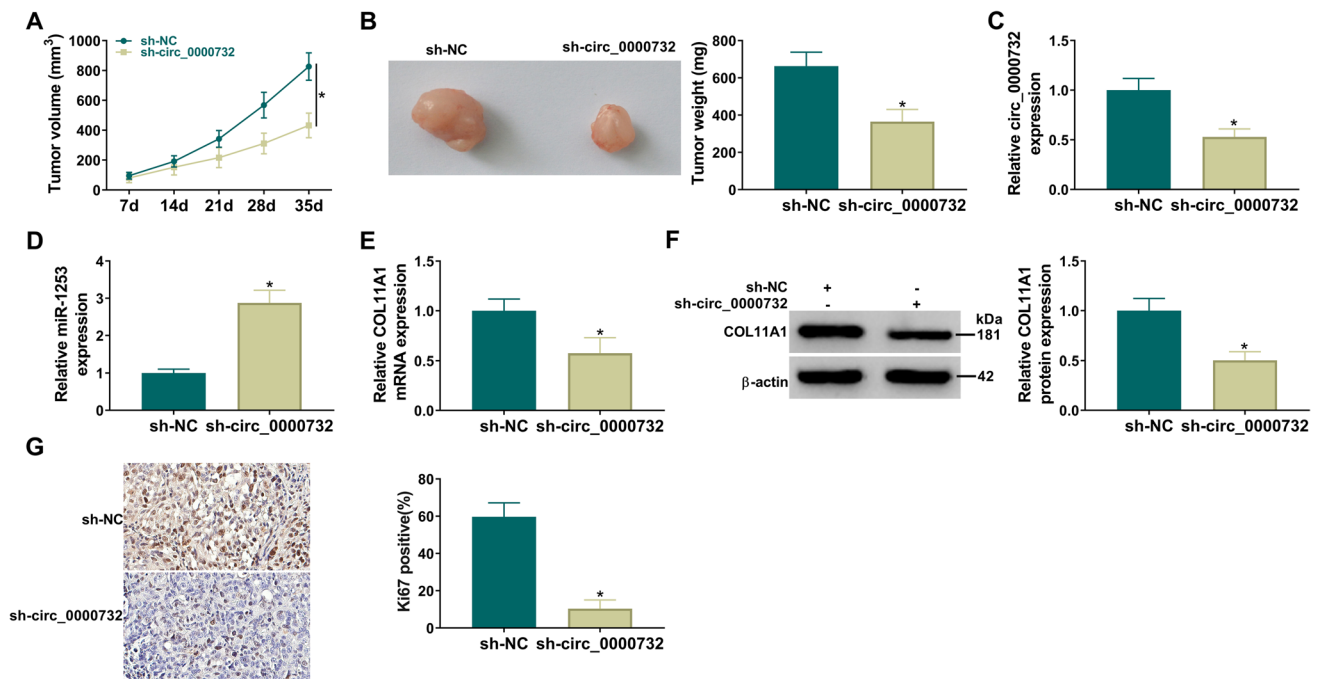 A
Tumor volume (mm³)
1000
800
600
400
200
0
sh-NC
sh-circ_0000732
*
7d 14d 21d 28d 35d
B
sh-NC sh-circ_0000732
Tumor weight (mg)
800
600
400
200
0
*
sh-NC sh-circ_0000732
C
Relative circ_0000732
expression
1.5
1.0
0.5
0.0
*
sh-NC sh-circ_0000732
D
Relative miR-1253
expression
4
3
2
1
0
*
sh-NC sh-circ_0000732
E
Relative COL11A1
mRNA expression
1.5
1.0
0.5
0.0
*
sh-NC sh-circ_0000732
F
sh-NC + -
sh-circ_0000732 - +
kDa
COL11A1 181
β-actin 42
Relative COL11A1
protein expression
1.5
1.0
0.5
0.0
*
sh-NC sh-circ_0000732
G
sh-NC
sh-circ_0000732
Ki67 positive(%)
80
60
40
20
0
*
sh-NC sh-circ_0000732